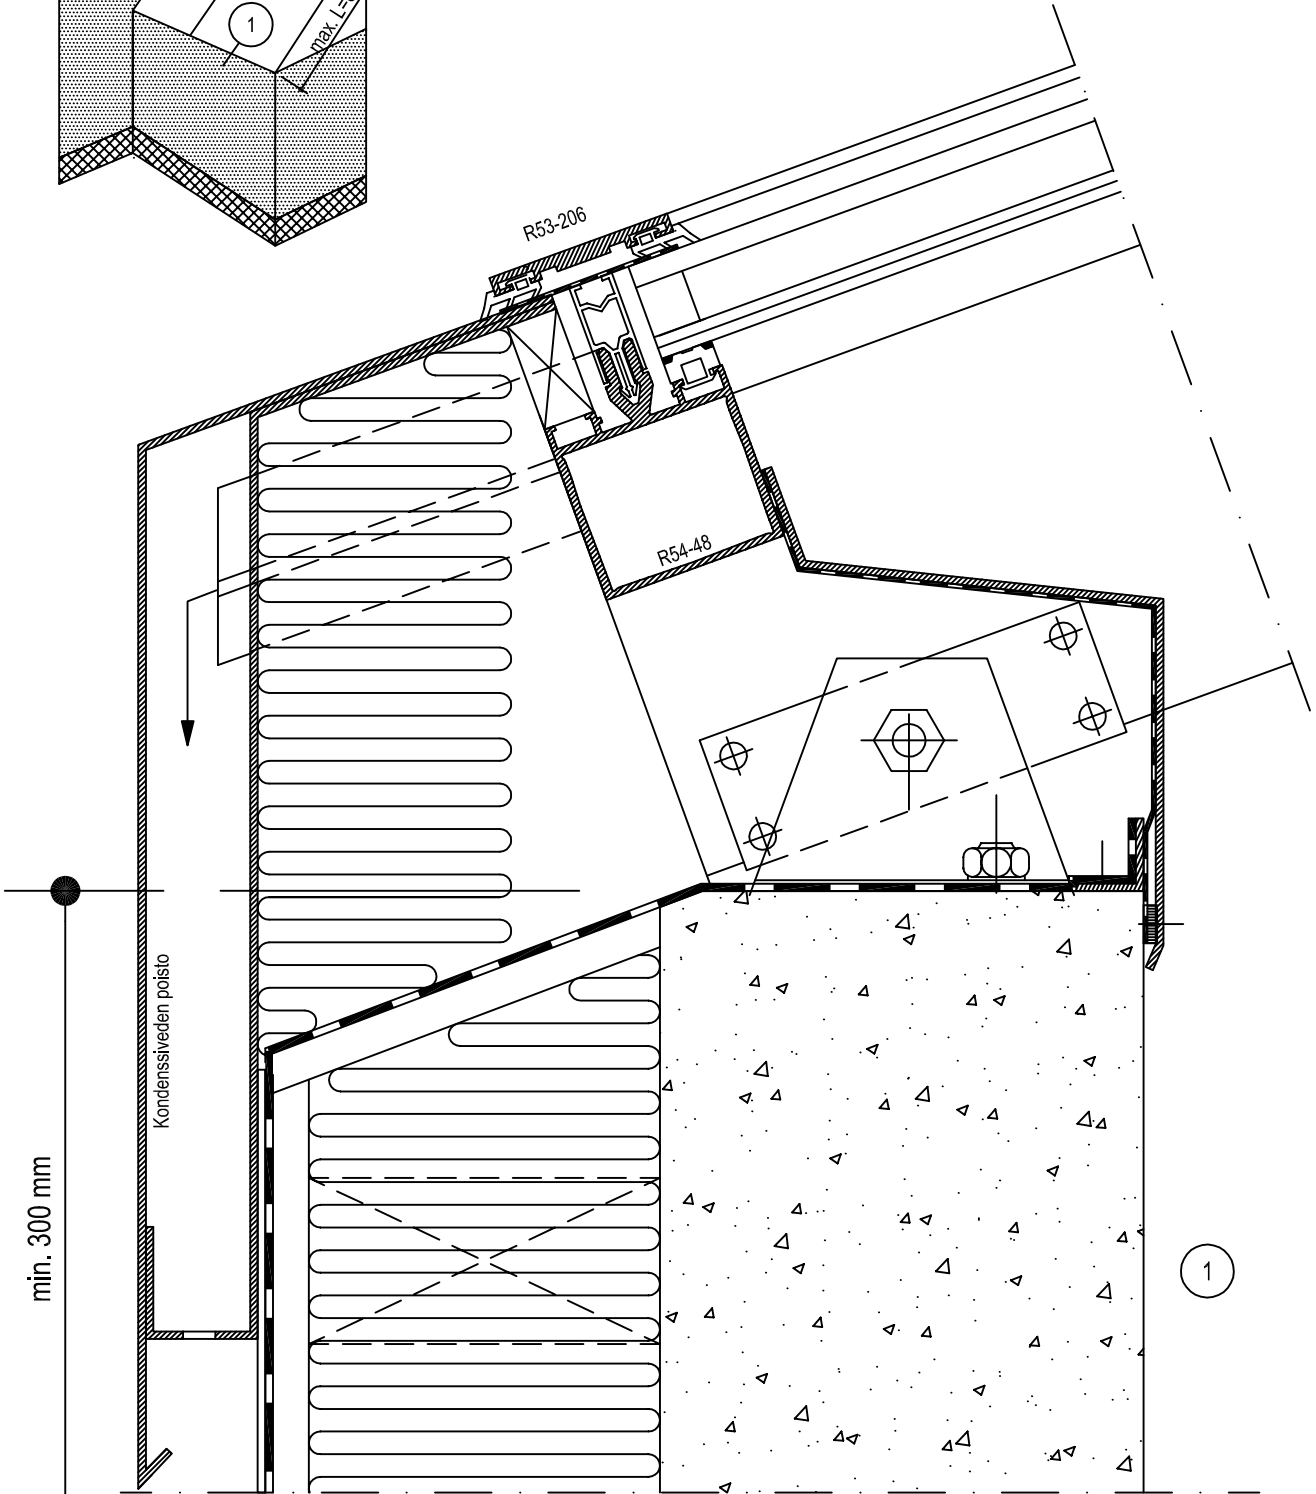 1
max. L=
R53-206
R54-48
Kondenssiveden poisto
min. 300 mm
1